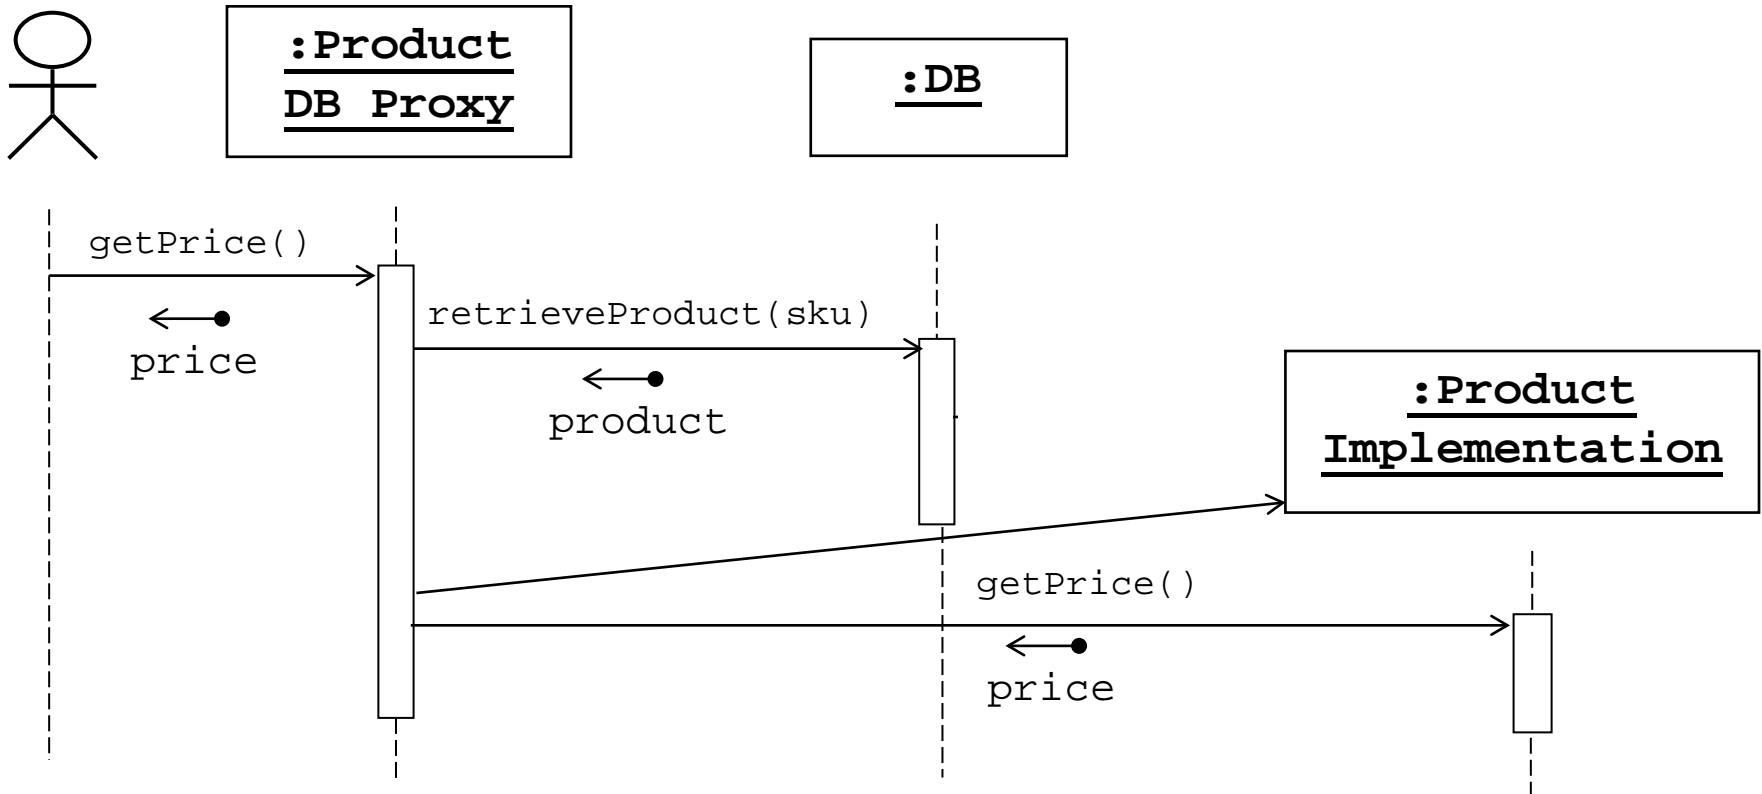 :Product
DB Proxy
:DB
getPrice()
price
retrieveProduct(sku)
product
:Product
Implementation
getPrice()
price